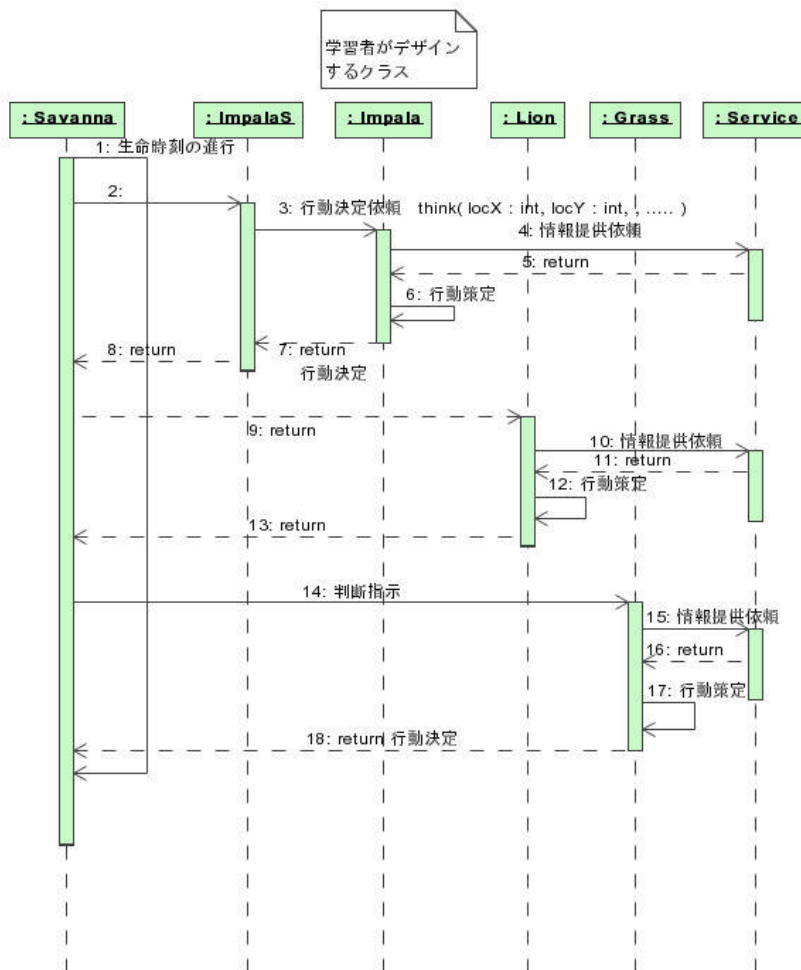 学習者がデザイン
するクラス
: Savanna
: ImpalaS
: Impala
: Lion
: Grass
: Service
1: 生命時刻の進行
2:
3: 行動決定依頼 think( locX : int, locY : int, , ..... )
4: 情報提供依頼
5: return
6: 行動策定
7: return
行動決定
8: return
9: return
10: 情報提供依頼
11: return
12: 行動策定
13: return
14: 判断指示
15: 情報提供依頼
16: return
17: 行動策定
18: return 行動決定